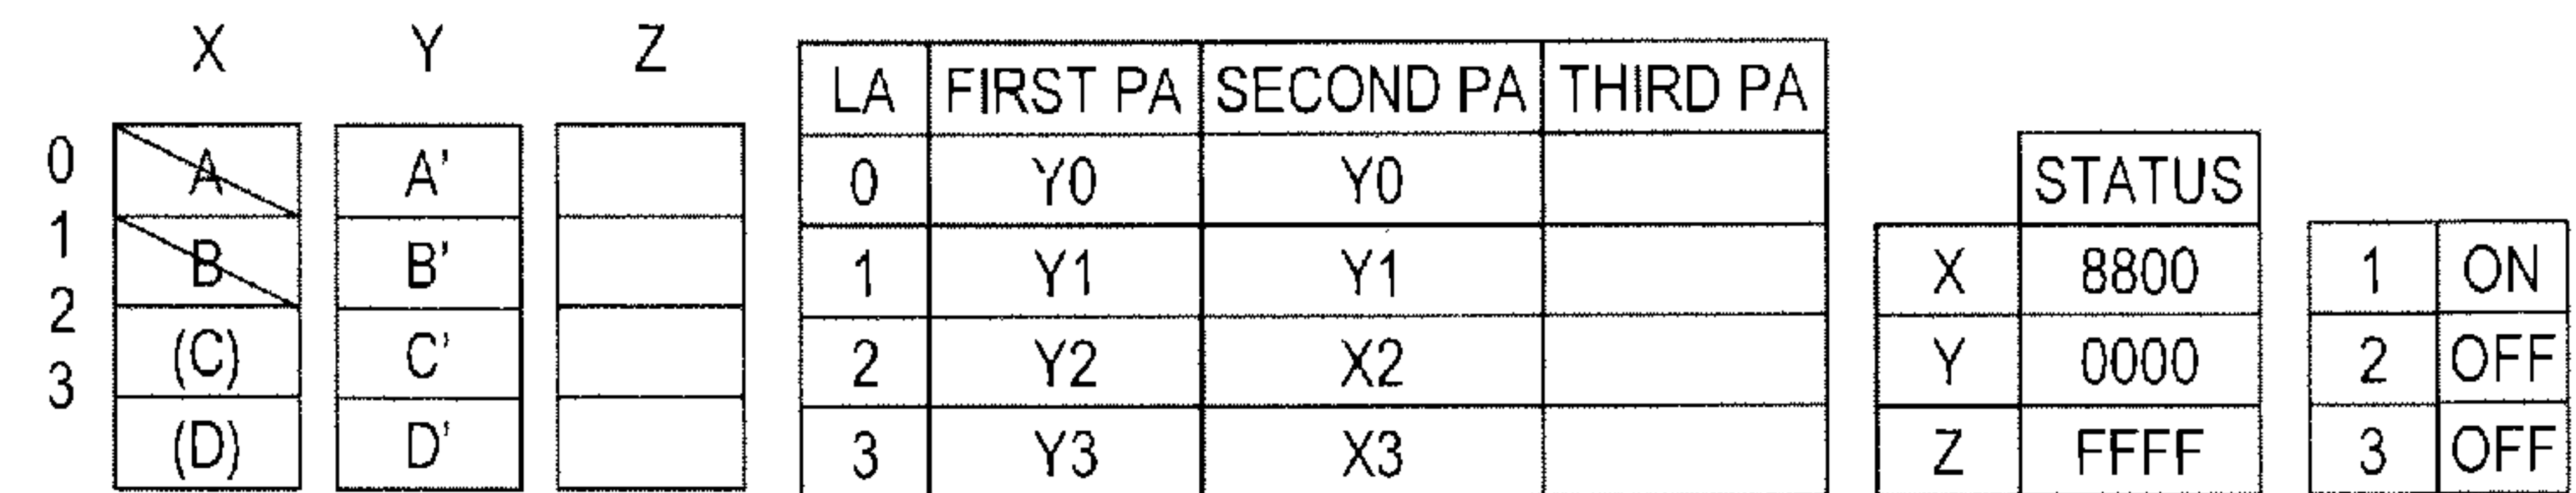 X Y Z
LA FIRST PA SECOND PA THIRD PA
0 A A' 0 Y0 Y0 STATUS
1 B B' 1 Y1 Y1 X 8800 1 ON
2 (C) C' 2 Y2 X2 Y 0000 2 OFF
3 (D) D' 3 Y3 X3 Z FFFF 3 OFF